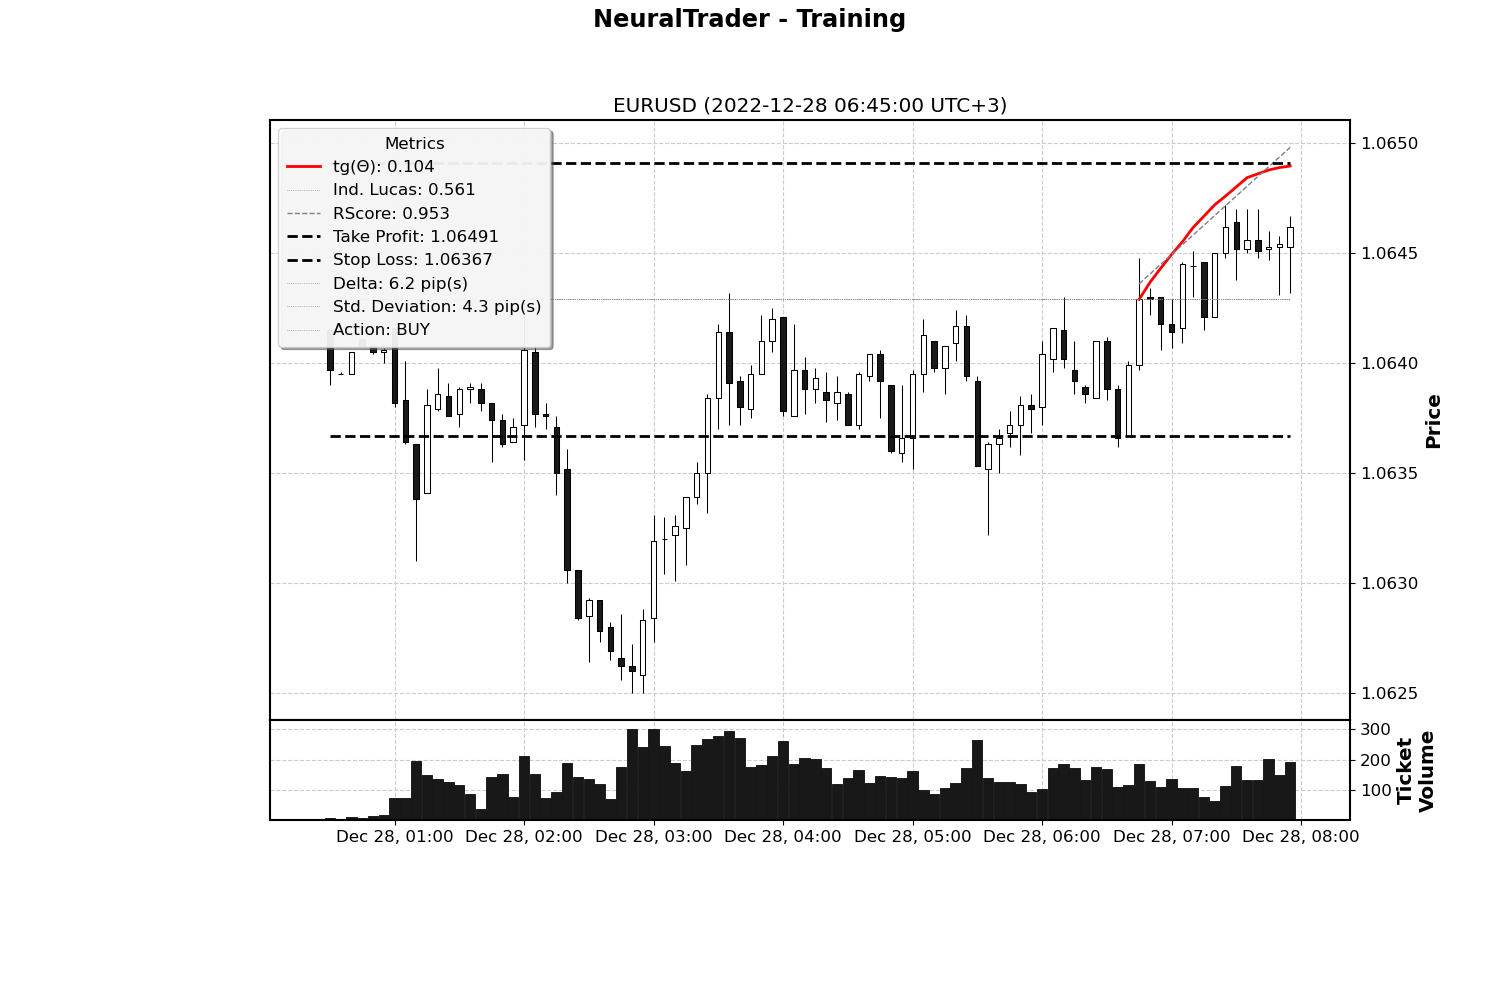 NeuralTrader - Training
EURUSD (2022-12-28 06:45:00 UTC+3)
Metrics
tg(Θ): 0.104
Ind. Lucas: 0.561
RScore: 0.953
Take Profit: 1.06491
Stop Loss: 1.06367
Delta: 6.2 pip(s)
Std. Deviation: 4.3 pip(s)
Action: BUY
1.0650
1.0645
1.0640
1.0635
1.0630
1.0625
Price
300
200
100
Ticket
Volume
Dec 28, 01:00
Dec 28, 02:00
Dec 28, 03:00
Dec 28, 04:00
Dec 28, 05:00
Dec 28, 06:00
Dec 28, 07:00
Dec 28, 08:00